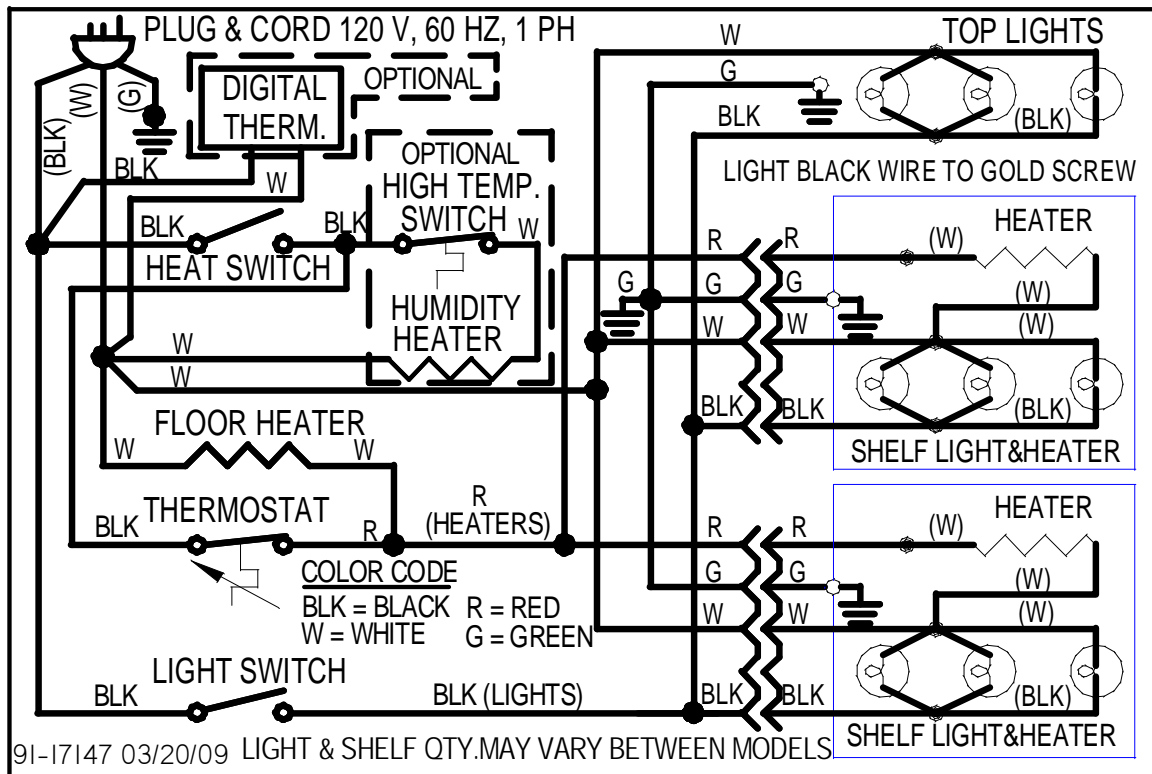 PLUG & CORD 120 V, 60 HZ, 1 PH
TOP LIGHTS
(BLK)
(W)
(G)
DIGITAL
THERM.
OPTIONAL
BLK
W
OPTIONAL
HIGH TEMP.
SWITCH
W
BLK
HEAT SWITCH
BLK
HUMIDITY
HEATER
W
W
W
G
BLK
(BLK)
LIGHT BLACK WIRE TO GOLD SCREW
R
R
(W)
HEATER
G
G
G
(W)
W
W
(W)
BLK
BLK
(BLK)
SHELF LIGHT&HEATER
FLOOR HEATER
W
W
THERMOSTAT
BLK
R
R
(HEATERS)
COLOR CODE
BLK = BLACK R = RED
W = WHITE G = GREEN
R
R
(W)
HEATER
G
G
(W)
W
W
(W)
LIGHT SWITCH
BLK
BLK (LIGHTS)
BLK
BLK
(BLK)
SHELF LIGHT&HEATER
91-17147 03/20/09
LIGHT & SHELF QTY.MAY VARY BETWEEN MODELS